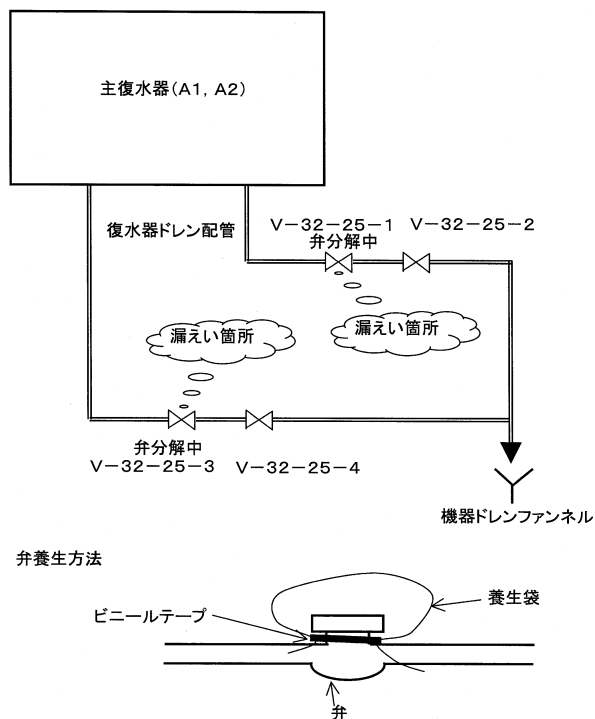 主復水器(A1, A2)
復水器ドレン配管
V-32-25-1
V-32-25-2
弁分解中
漏えい箇所
漏えい箇所
弁分解中
V-32-25-3
V-32-25-4
機器ドレンファンネル
弁養生方法
ビニールテープ
養生袋
弁